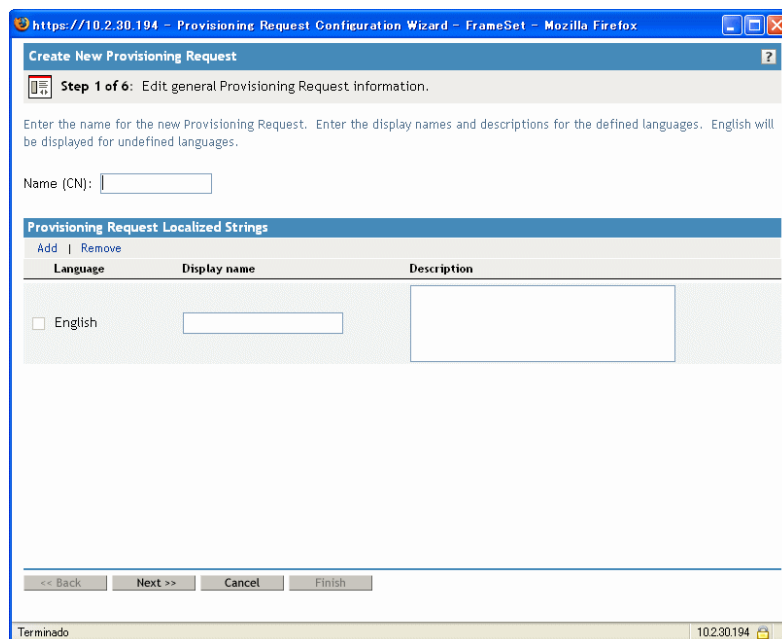 https://10.2.30.194 - Provisioning Request Configuration Wizard - FrameSet - Mozilla Firefox
Create New Provisioning Request
?
Step 1 of 6: Edit general Provisioning Request information.
Enter the name for the new Provisioning Request. Enter the display names and descriptions for the defined languages. English will
be displayed for undefined languages.
Name (CN):
Provisioning Request Localized Strings
Add | Remove
Language Display name Description
English
<< Back Next >> Cancel Finish
Terminado 10.2.30.194